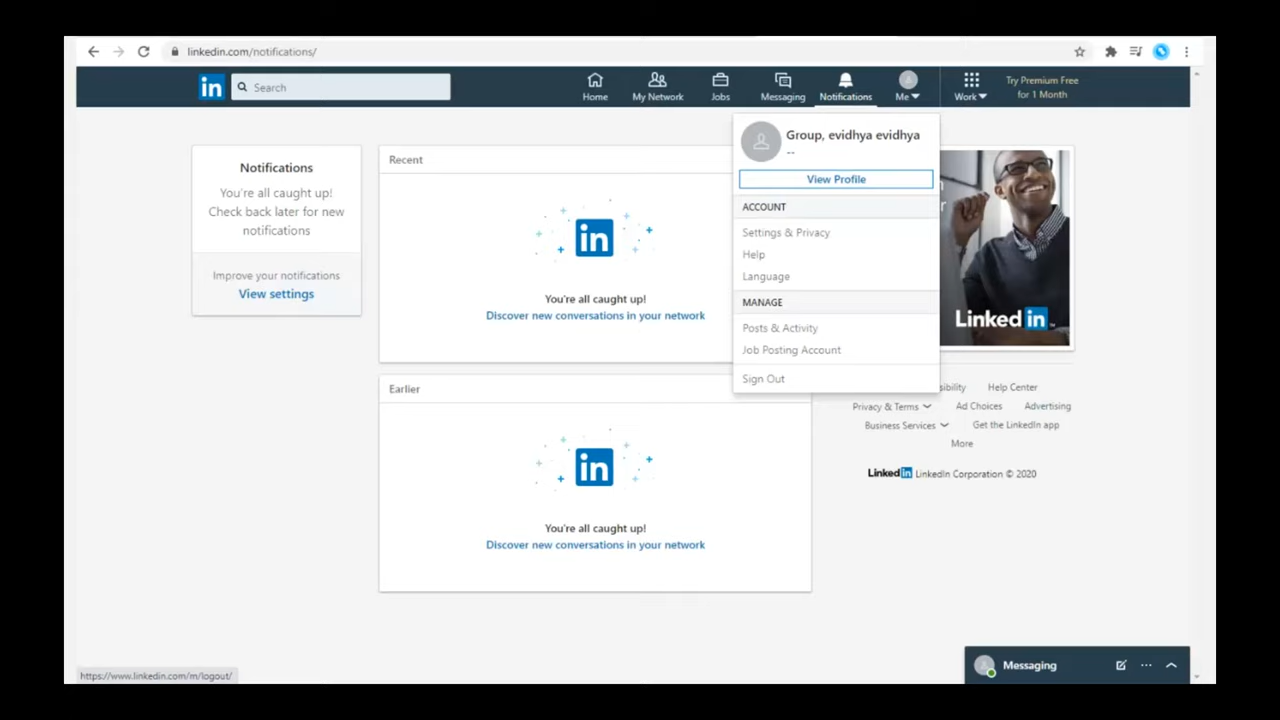 linkedin.com/notifications/
in
Search
Home
My Network
Jobs
Messaging
Notifications
Me
Work
Try Premium Free
for 1 Month
Notifications
You're all caught up!
Check back later for new
notifications
Improve your notifications
View settings
Recent
in
You're all caught up!
Discover new conversations in your network
Earlier
in
You're all caught up!
Discover new conversations in your network
Group, evidhya evidhya
--
View Profile
ACCOUNT
Settings & Privacy
Help
Language
MANAGE
Posts & Activity
Job Posting Account
Sign Out
Linked in
sibility
Help Center
Privacy & Terms
Ad Choices
Advertising
Business Services
Get the LinkedIn app
More
Linked in LinkedIn Corporation © 2020
Messaging
https://www.linkedin.com/m/logout/